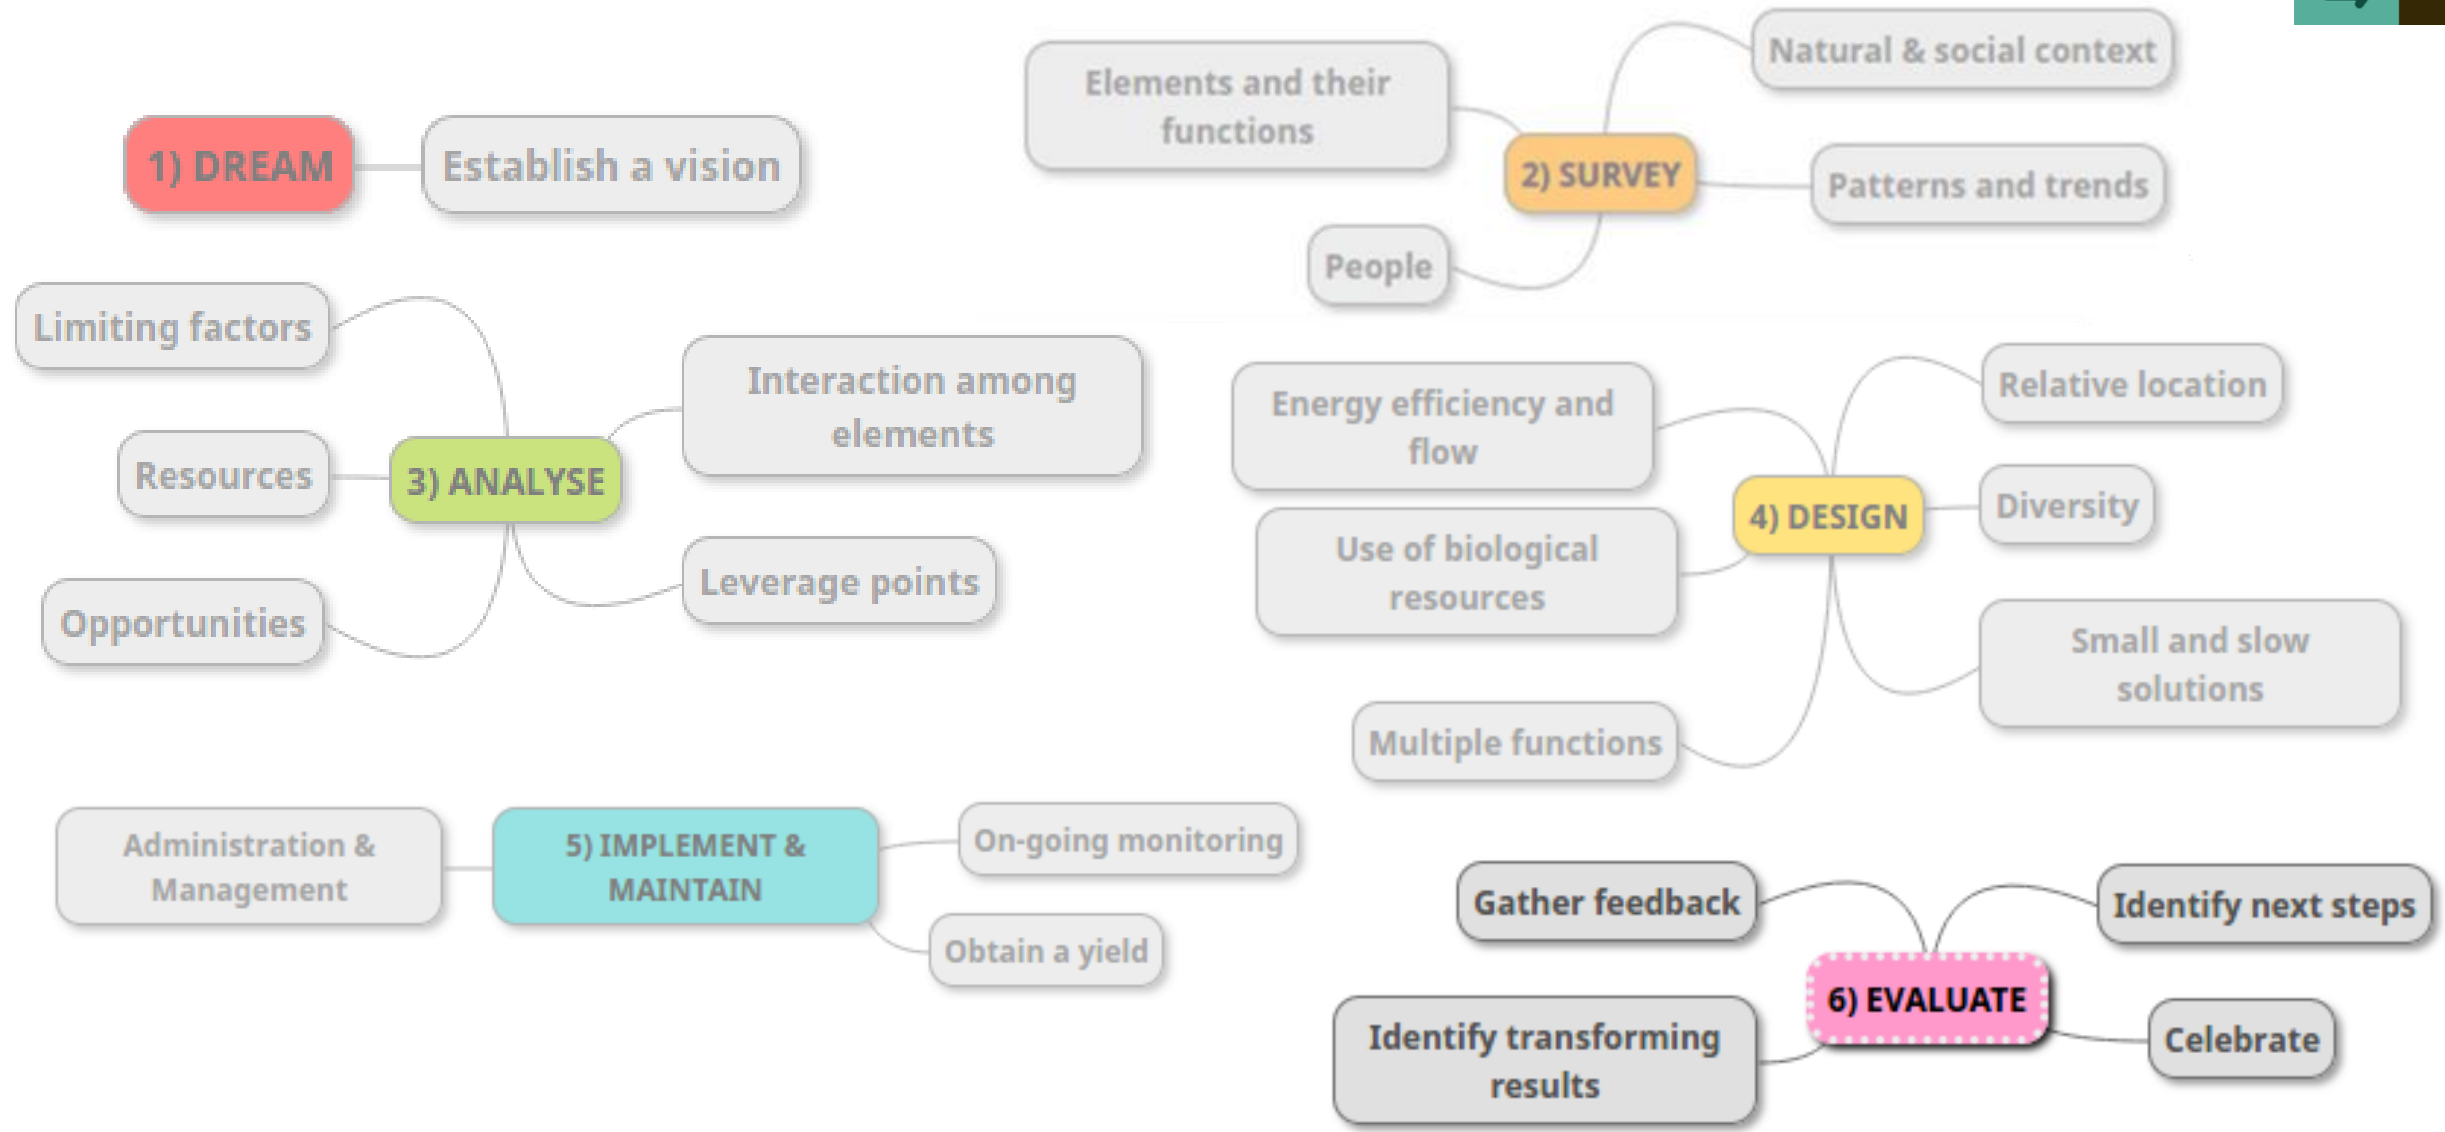 1) DREAM
Establish a vision
2) SURVEY
Elements and their
functions
Natural & social context
Patterns and trends
People
3) ANALYSE
Limiting factors
Resources
Opportunities
Interaction among
elements
Leverage points
4) DESIGN
Energy efficiency and
flow
Use of biological
resources
Multiple functions
Relative location
Diversity
Small and slow
solutions
5) IMPLEMENT &
MAINTAIN
Administration &
Management
On-going monitoring
Obtain a yield
6) EVALUATE
Gather feedback
Identify transforming
results
Identify next steps
Celebrate